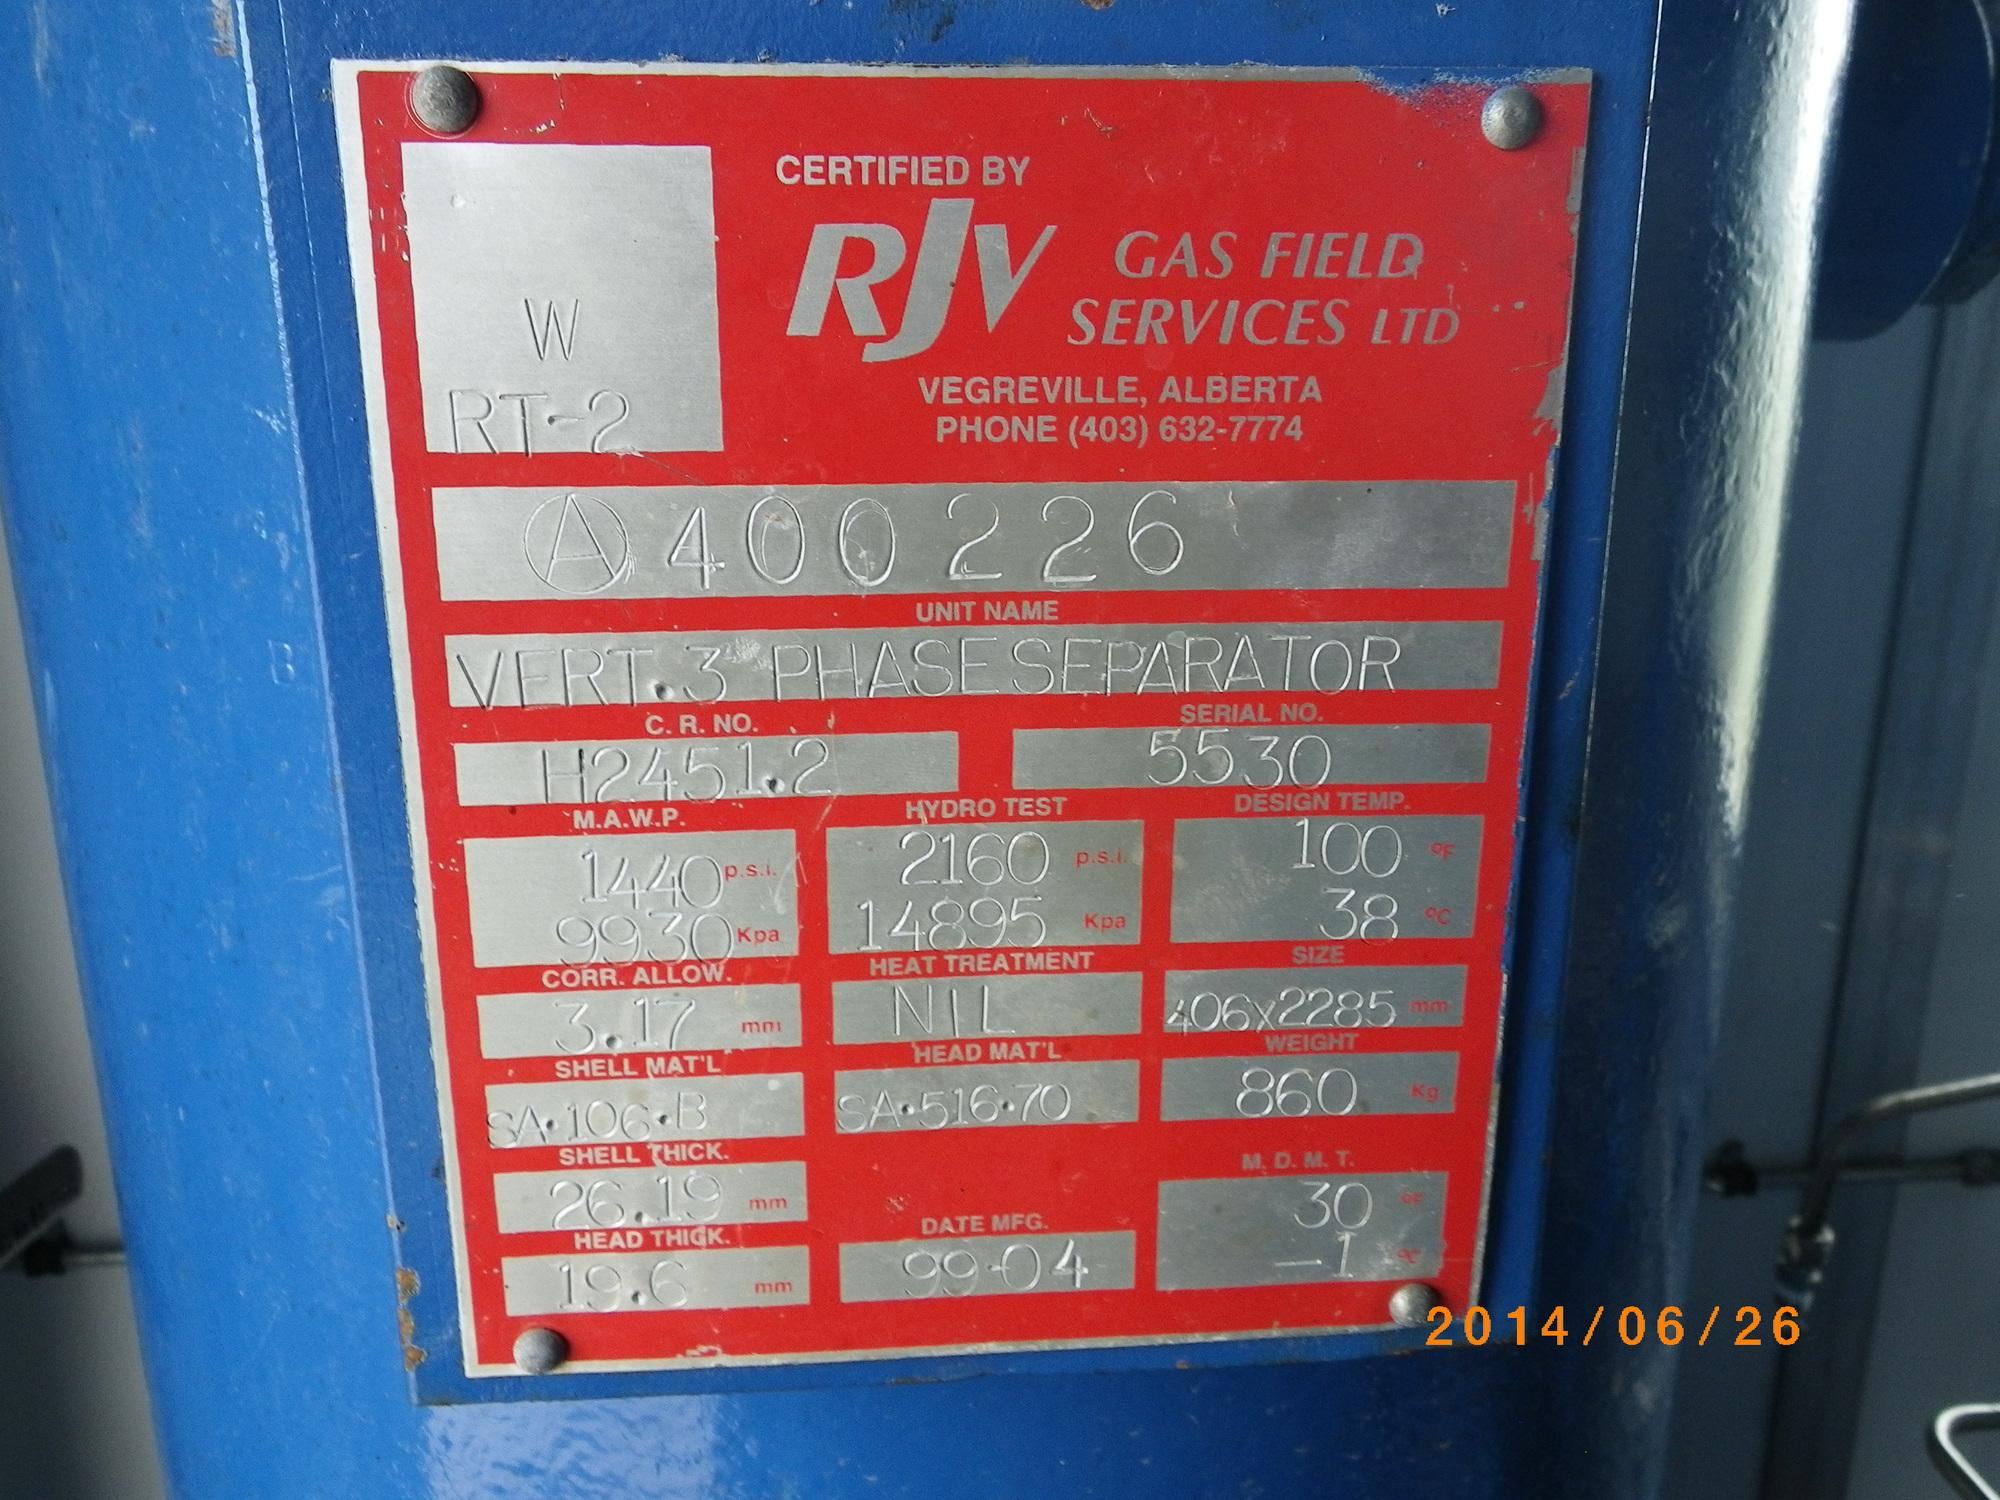 CERTIFIED BY
RJV GAS FIELD
SERVICES LTD
VEGREVILLE, ALBERTA
PHONE (403) 632-7774
W
RT-2
A 400226
UNIT NAME
VERT. 3 PHASE SEPARATOR
C. R. NO. SERIAL NO.
H2451.2 5530
M.A.W.P. HYDRO TEST DESIGN TEMP.
1440 p.s.i. 2160 p.s.i. 100 °F
9930 Kpa 14895 Kpa 38 °C
CORR. ALLOW. HEAT TREATMENT SIZE
3.17 mm NIL 406x2285 mm
SHELL MAT'L HEAD MAT'L WEIGHT
SA.106.B SA.516.70 860 Kg
SHELL THICK. M. D. M. T.
26.19 mm 30 °F
HEAD THICK. DATE MFG.
19.6 mm 99-04 -1 °C
2014/06/26
B